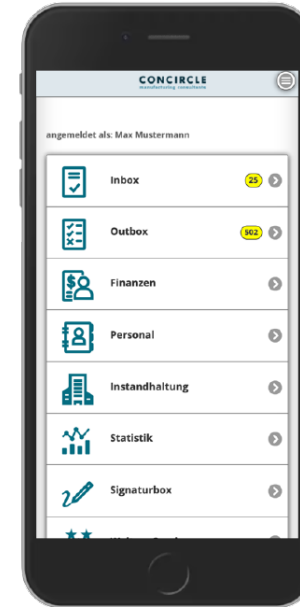 CONCIRCLE
manufacturing consultants
angemeldet als: Max Mustermann
Inbox 25
Outbox 502
Finanzen
Personal
Instandhaltung
Statistik
Signaturbox